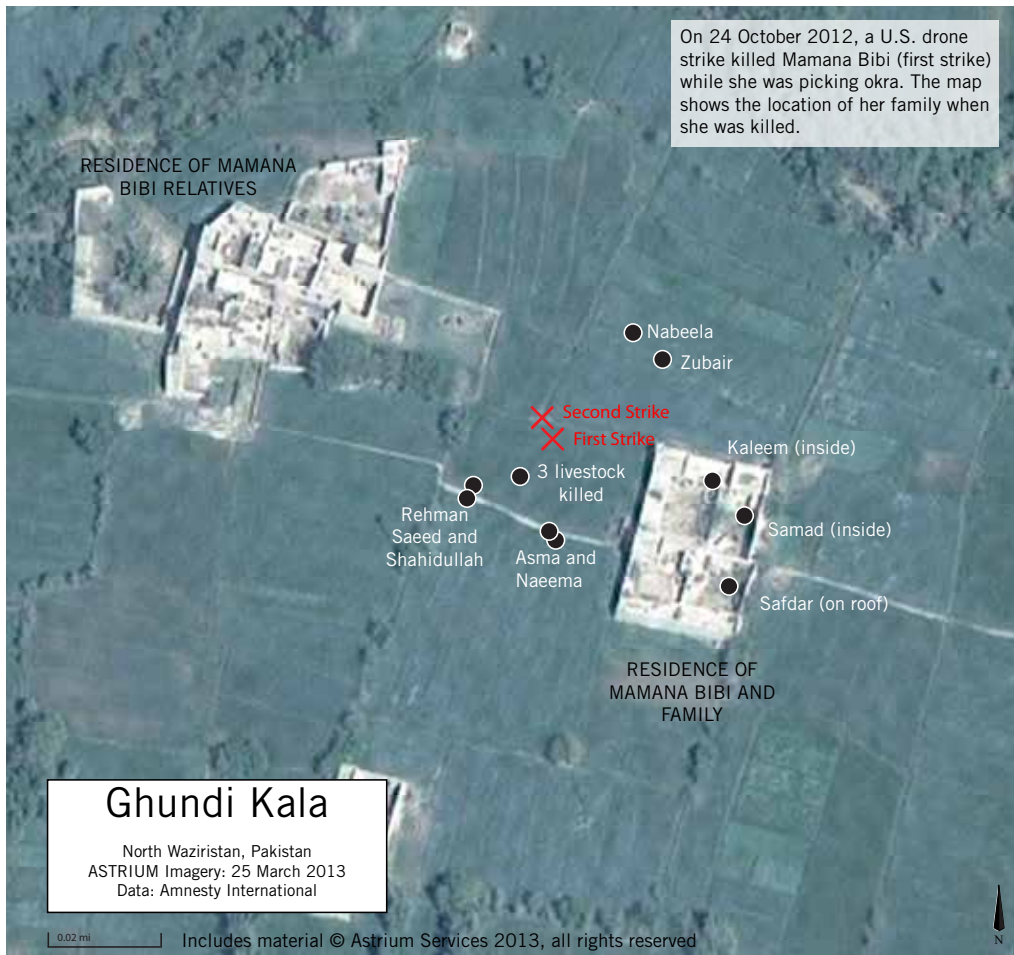 On 24 October 2012, a U.S. drone
strike killed Mamana Bibi (first strike)
while she was picking okra. The map
shows the location of her family when
she was killed.
RESIDENCE OF MAMANA
BIBI RELATIVES
Nabeela
Zubair
Second Strike
First Strike
Kaleem (inside)
3 livestock
killed
Rehman
Saeed and
Shahidullah
Samad (inside)
Asma and
Naeema
Safdar (on roof)
RESIDENCE OF
MAMANA BIBI AND
FAMILY
Ghundi Kala
North Waziristan, Pakistan
ASTRIUM Imagery: 25 March 2013
Data: Amnesty International
0.02 mi
Includes material © Astrium Services 2013, all rights reserved
N